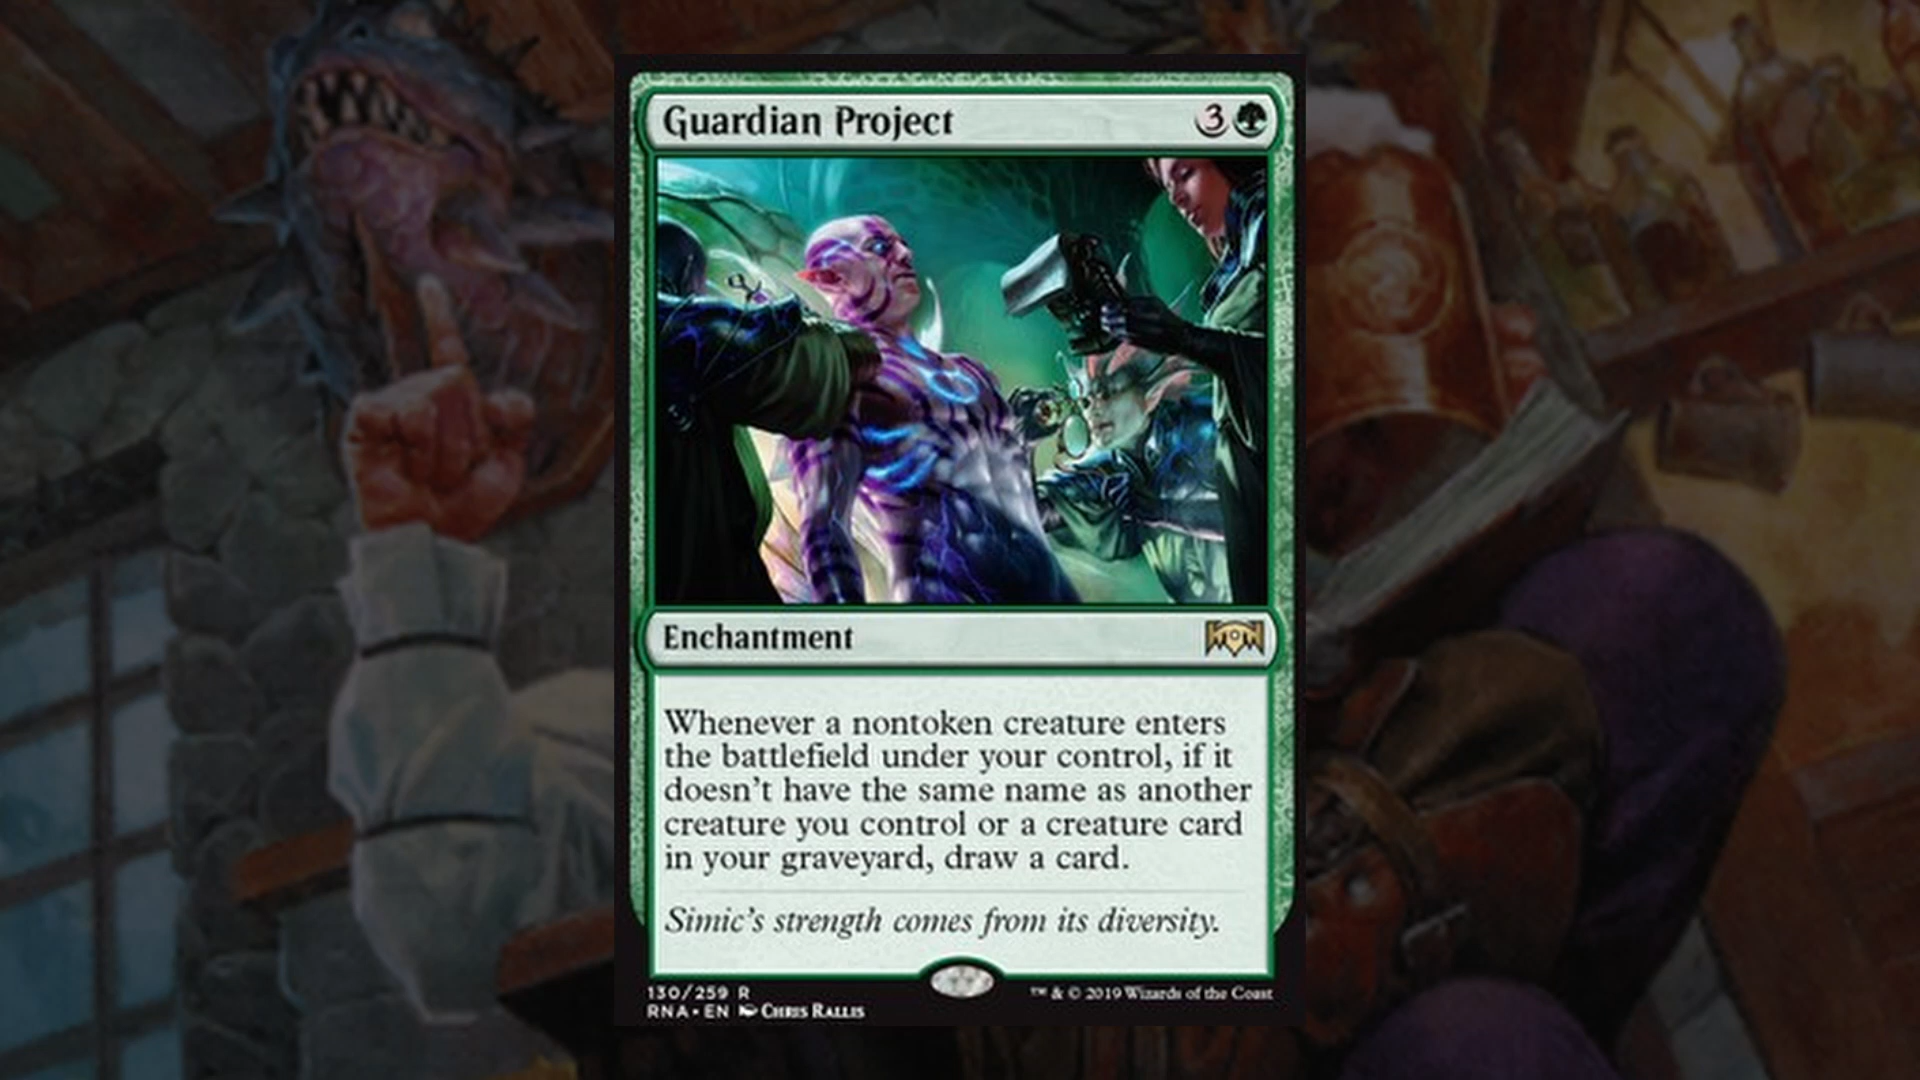 Guardian Project 3
Enchantment
Whenever a nontoken creature enters
the battlefield under your control, if it
doesn't have the same name as another
creature you control or a creature card
in your graveyard, draw a card.
Simic's strength comes from its diversity.
130/259 R
RNA • EN Chris Rallis
™ & © 2019 Wizards of the Coast